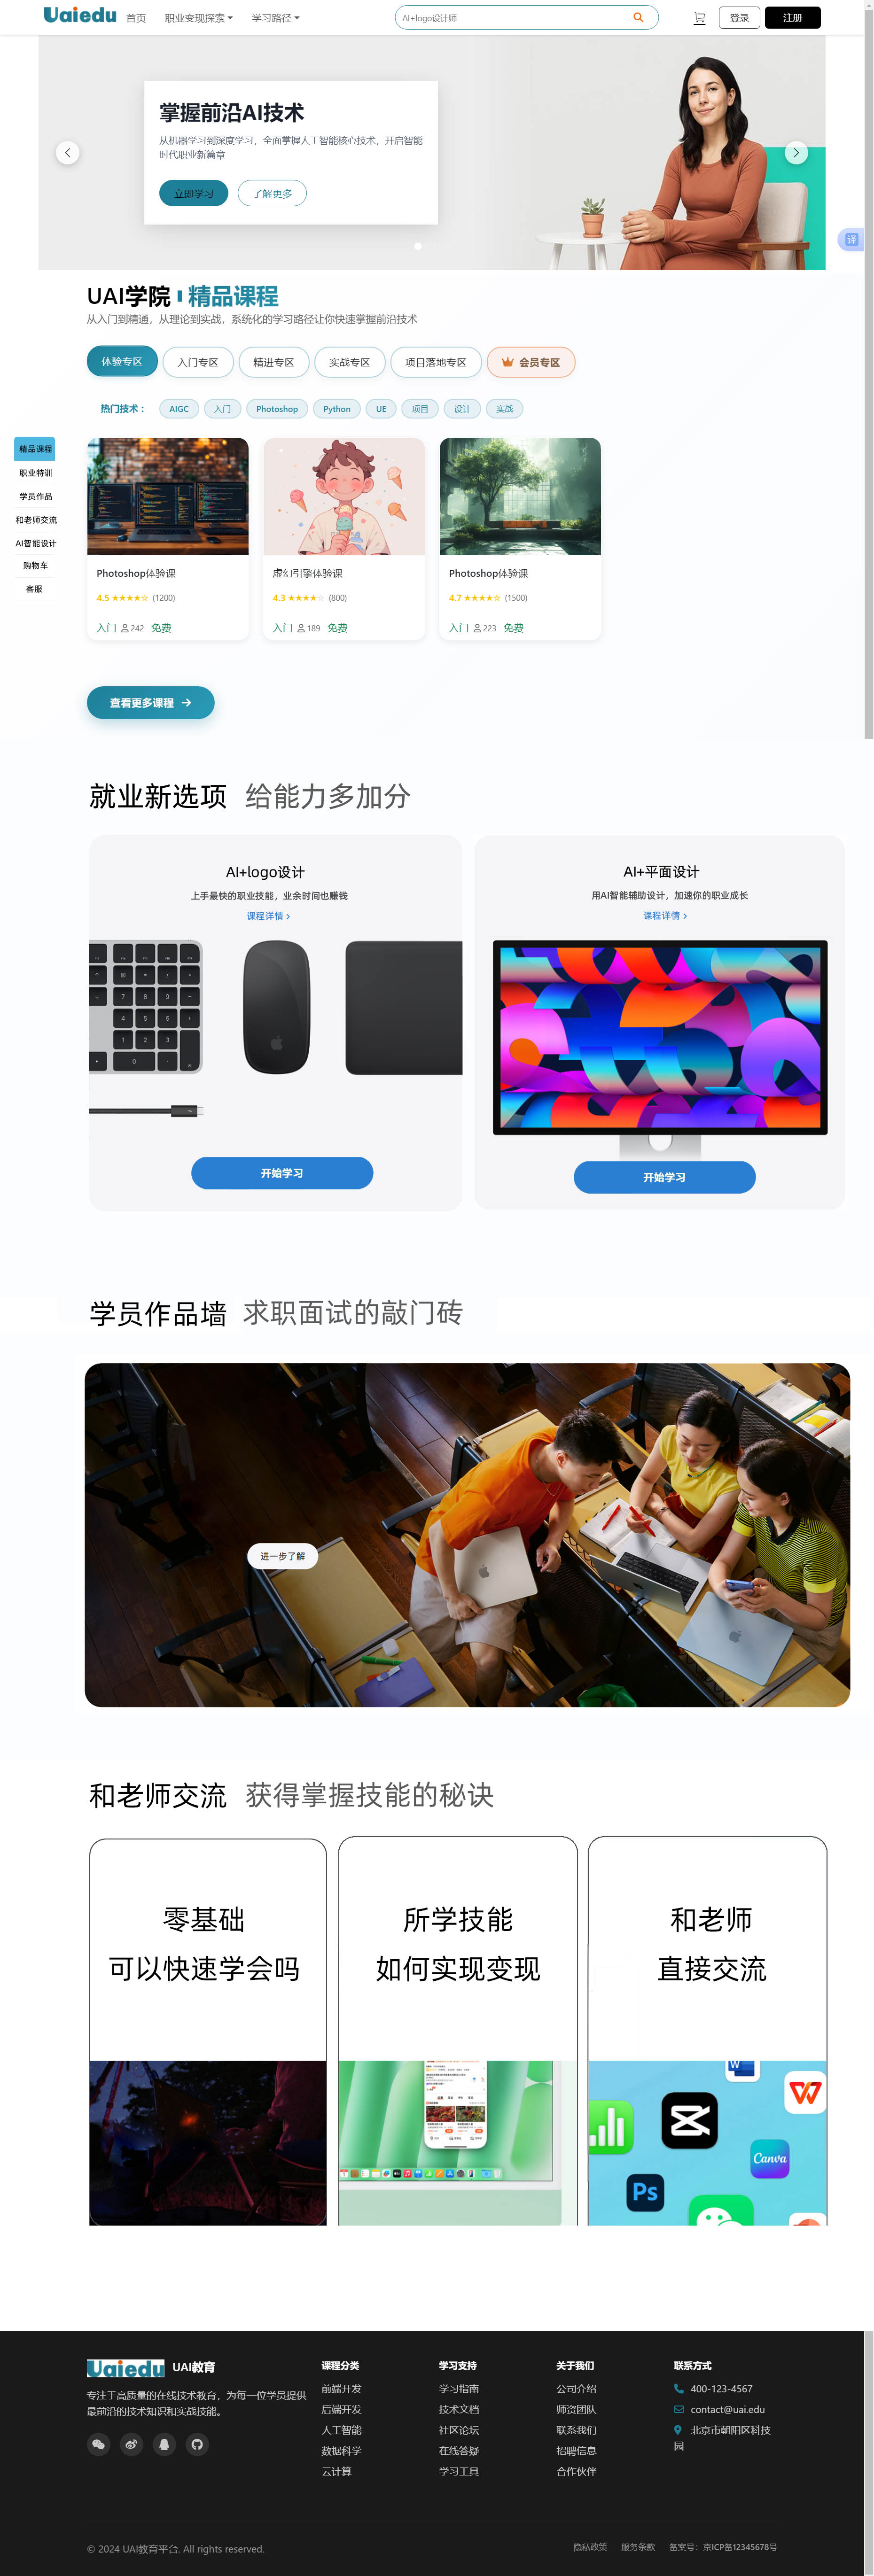 Uaiedu 首页 职业变现探索 学习路径 AI+logo设计师 登录 注册
掌握前沿AI技术
从机器学习到深度学习，全面掌握人工智能核心技术，开启智能
时代职业新篇章
立即学习 了解更多
译
UAI学院 精品课程
从入门到精通，从理论到实战，系统化的学习路径让你快速掌握前沿技术
体验专区 入门专区 精进专区 实战专区 项目落地专区 会员专区
热门技术： AIGC 入门 Photoshop Python UE 项目 设计 实战
精品课程
职业特训
学员作品
和老师交流
AI智能设计
购物车
客服
Photoshop体验课
4.5 ★★★★☆ (1200)
入门 242 免费
虚幻引擎体验课
4.3 ★★★★☆ (800)
入门 189 免费
Photoshop体验课
4.7 ★★★★☆ (1500)
入门 223 免费
查看更多课程
就业新选项 给能力多加分
AI+logo设计
上手最快的职业技能，业余时间也赚钱
课程详情 ›
开始学习
AI+平面设计
用AI智能辅助设计，加速你的职业成长
课程详情 ›
开始学习
学员作品墙 求职面试的敲门砖
进一步了解
和老师交流 获得掌握技能的秘诀
零基础
可以快速学会吗
所学技能
如何实现变现
和老师
直接交流
W
Canva
Ps
Uaiedu UAI教育
专注于高质量的在线技术教育，为每一位学员提供
最前沿的技术知识和实战技能。
课程分类
前端开发
后端开发
人工智能
数据科学
云计算
学习支持
学习指南
技术文档
社区论坛
在线答疑
学习工具
关于我们
公司介绍
师资团队
联系我们
招聘信息
合作伙伴
联系方式
400-123-4567
contact@uai.edu
北京市朝阳区科技
园
© 2024 UAI教育平台. All rights reserved.
隐私政策 服务条款 备案号：京ICP备12345678号